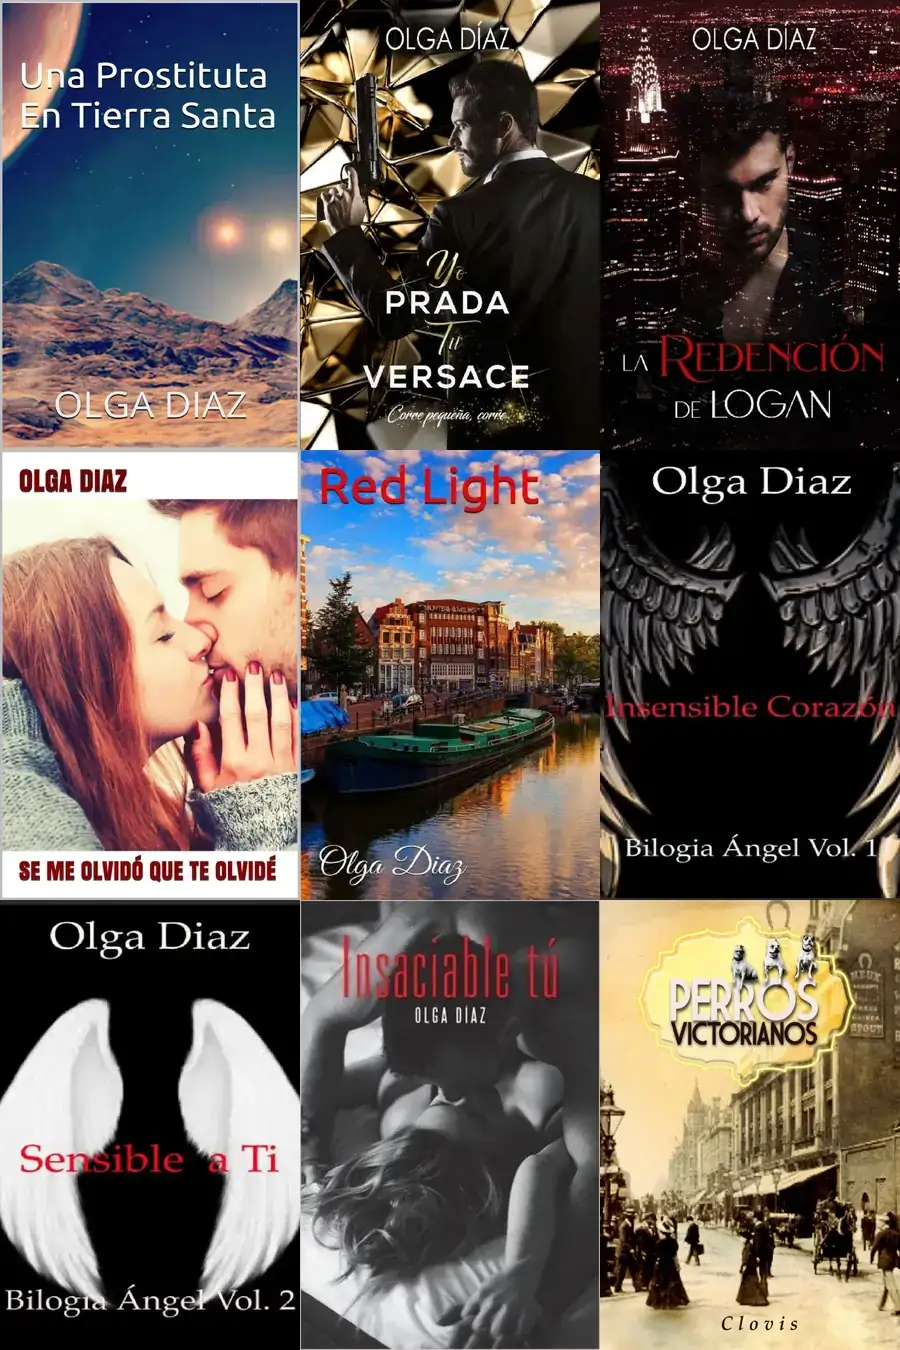 Una Prostituta
En Tierra Santa
OLGA DIAZ
OLGA DÍAZ
Yo
PRADA
Tu
VERSACE
Corre pequeña, corre...
OLGA DÍAZ
LA REDENCIÓN
DE LOGAN
OLGA DIAZ
SE ME OLVIDÓ QUE TE OLVIDÉ
Red Light
Olga Diaz
Olga Diaz
Insensible Corazón
Bilogia Ángel Vol. 1
Olga Diaz
Sensible a Ti
Bilogia Ángel Vol. 2
Insaciable tú
OLGA DÍAZ
PERROS
VICTORIANOS
Clovis